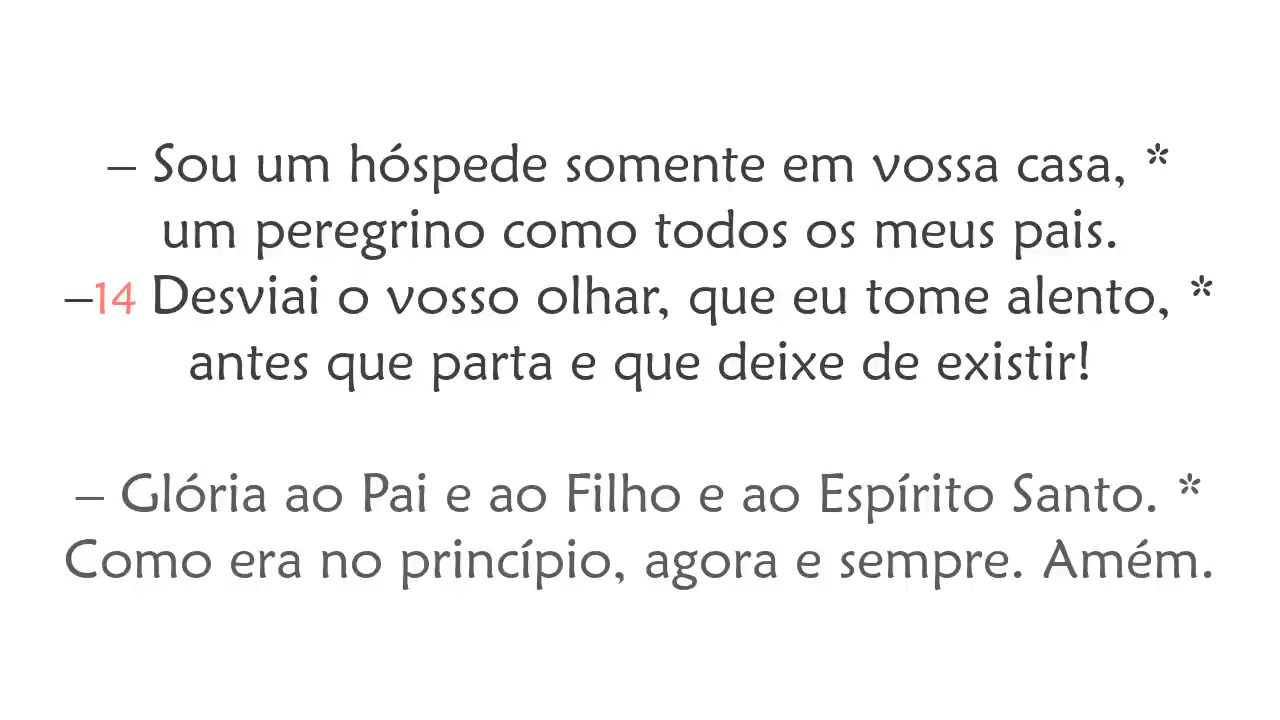 – Sou um hóspede somente em vossa casa, *
um peregrino como todos os meus pais.
–14 Desviai o vosso olhar, que eu tome alento, *
antes que parta e que deixe de existir!
– Glória ao Pai e ao Filho e ao Espírito Santo. *
Como era no princípio, agora e sempre. Amém.